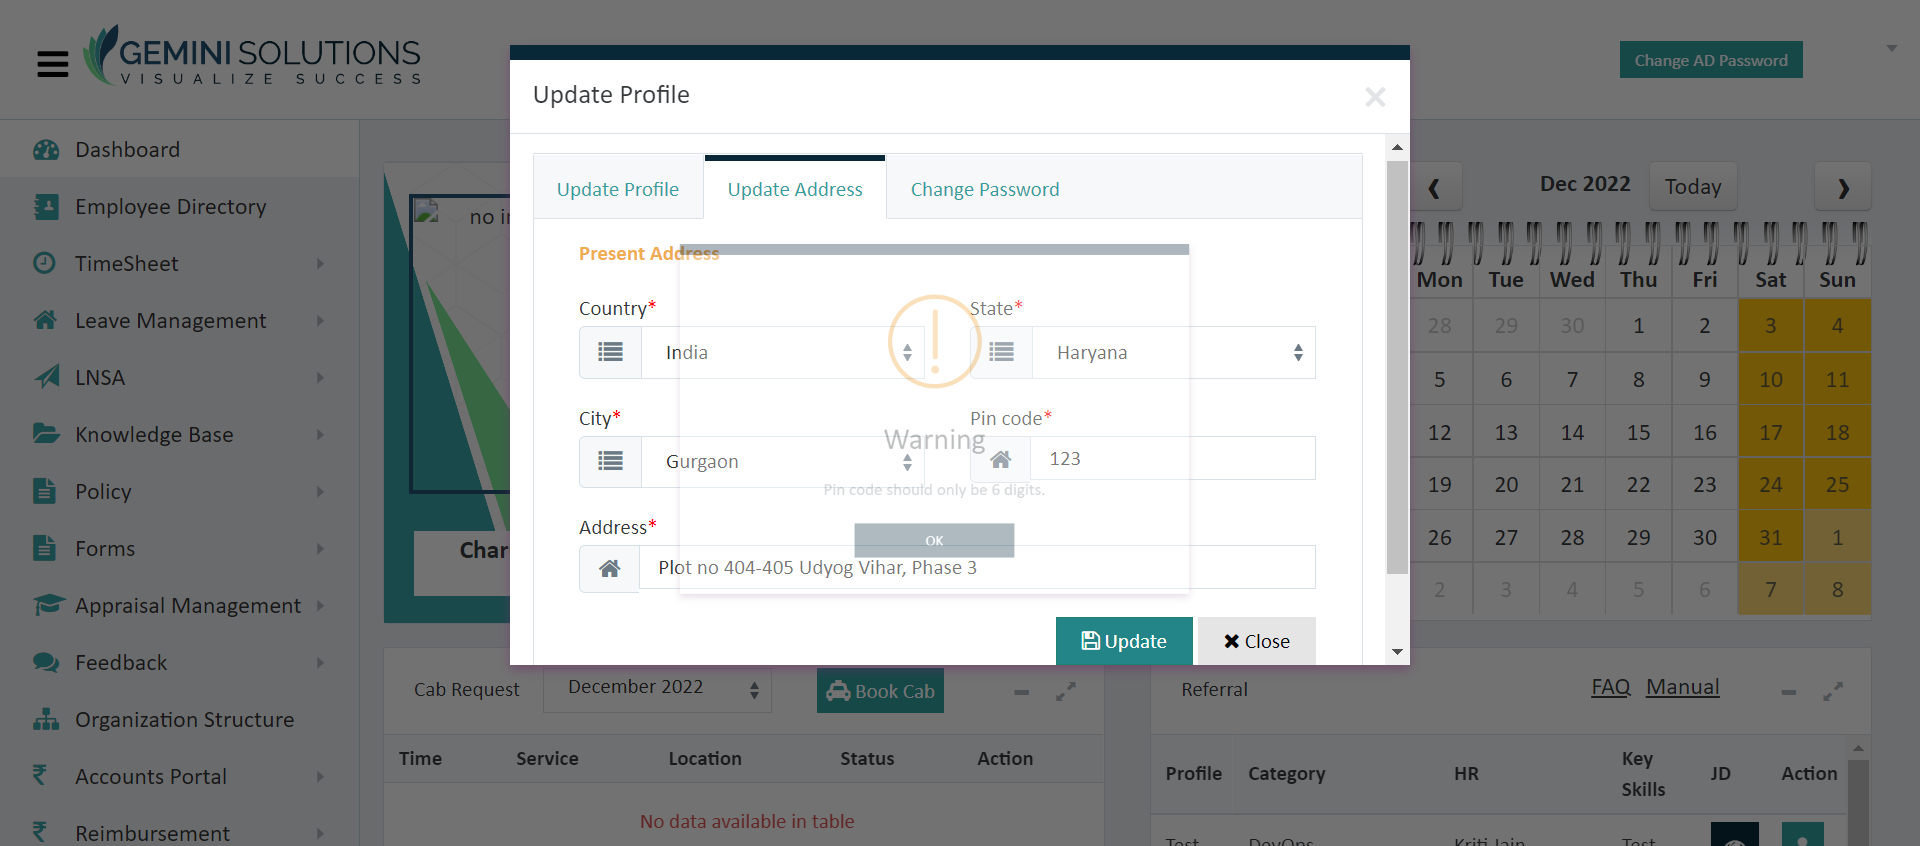 GEMINI SOLUTIONS
VISUALIZE SUCCESS
Change AD Password
Dashboard
Employee Directory
TimeSheet
Leave Management
LNSA
Knowledge Base
Policy
Forms
Appraisal Management
Feedback
Organization Structure
Accounts Portal
Reimbursement
no
Char
Update Profile
Update Profile
Update Address
Change Password
Present Address
Country*
State*
India
Haryana
City*
Pin code*
Gurgaon
123
Warning
Pin code should only be 6 digits.
Address*
OK
Plot no 404-405 Udyog Vihar, Phase 3
Update
Close
Dec 2022
Today
Mon Tue Wed Thu Fri Sat Sun
28 29 30 1 2 3 4
5 6 7 8 9 10 11
12 13 14 15 16 17 18
19 20 21 22 23 24 25
26 27 28 29 30 31 1
2 3 4 5 6 7 8
Cab Request
December 2022
Book Cab
Time Service Location Status Action
No data available in table
Referral
FAQ
Manual
Profile Category HR Key Skills JD Action
Test DevOps Kriti Jain Test